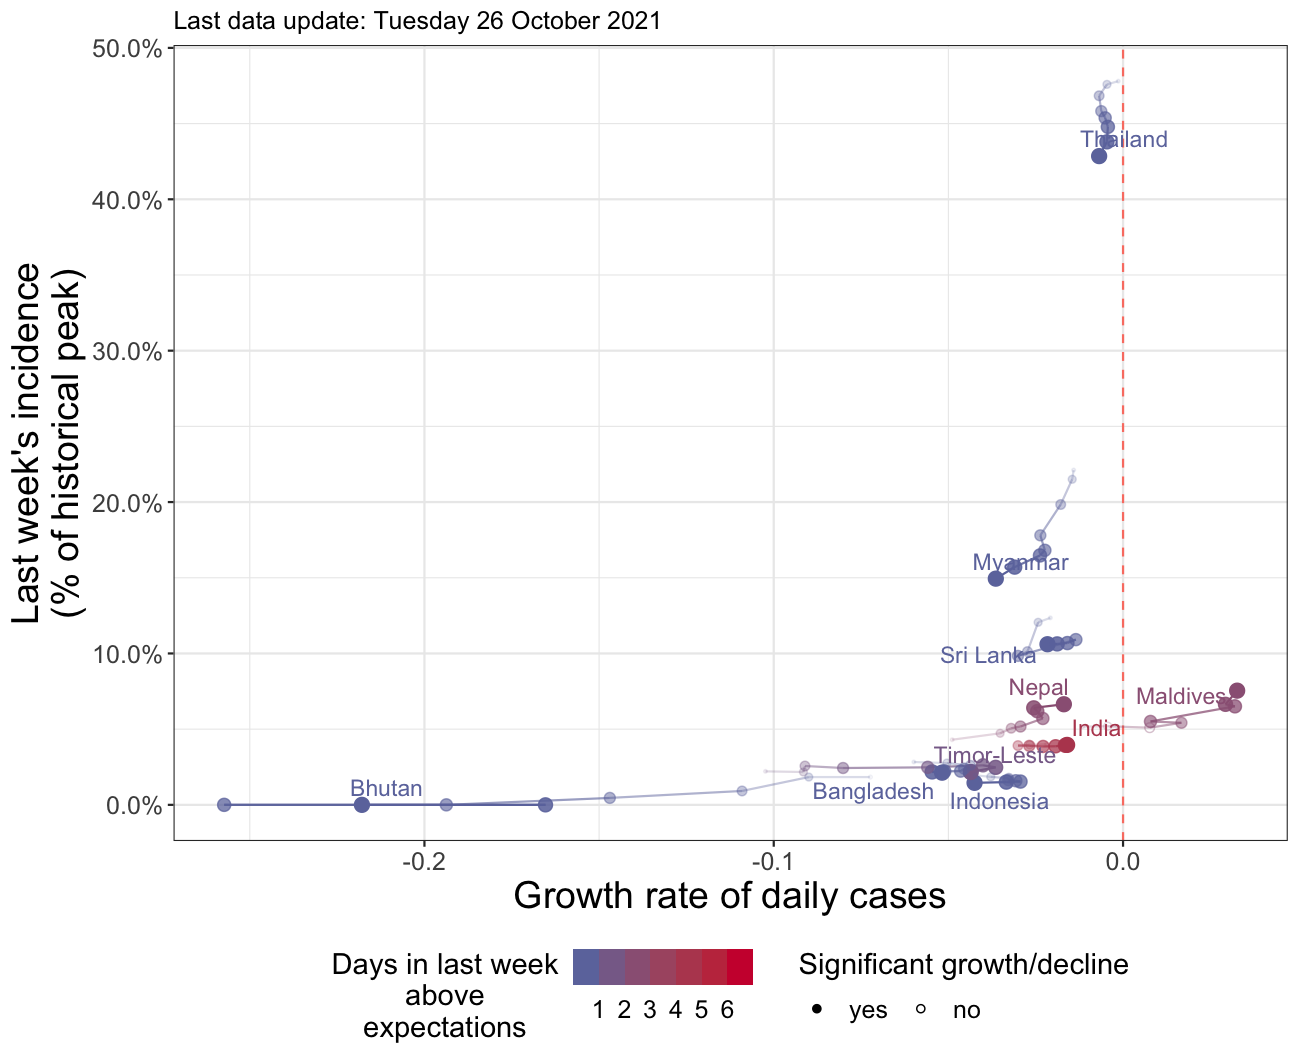 Last data update: Tuesday 26 October 2021
Last week's incidence
(% of historical peak)
50.0%
40.0%
30.0%
20.0%
10.0%
0.0%
Thailand
Myanmar
Sri Lanka
Nepal
Maldives
India
Timor-Leste
Bhutan
Bangladesh
Indonesia
-0.2
-0.1
0.0
Growth rate of daily cases
Days in last week
above
expectations
1 2 3 4 5 6
Significant growth/decline
yes no